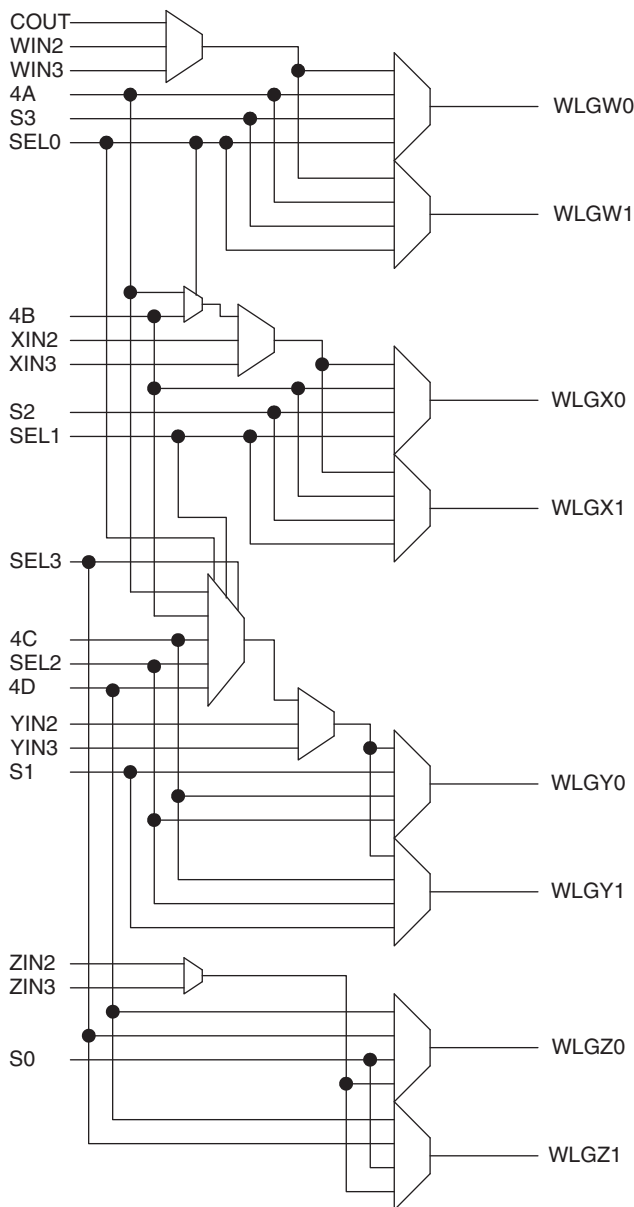 COUT
WIN2
WIN3
4A
S3
SEL0
WLGW0
WLGW1
4B
XIN2
XIN3
S2
SEL1
WLGX0
WLGX1
SEL3
4C
SEL2
4D
YIN2
YIN3
S1
WLGY0
WLGY1
ZIN2
ZIN3
S0
WLGZ0
WLGZ1